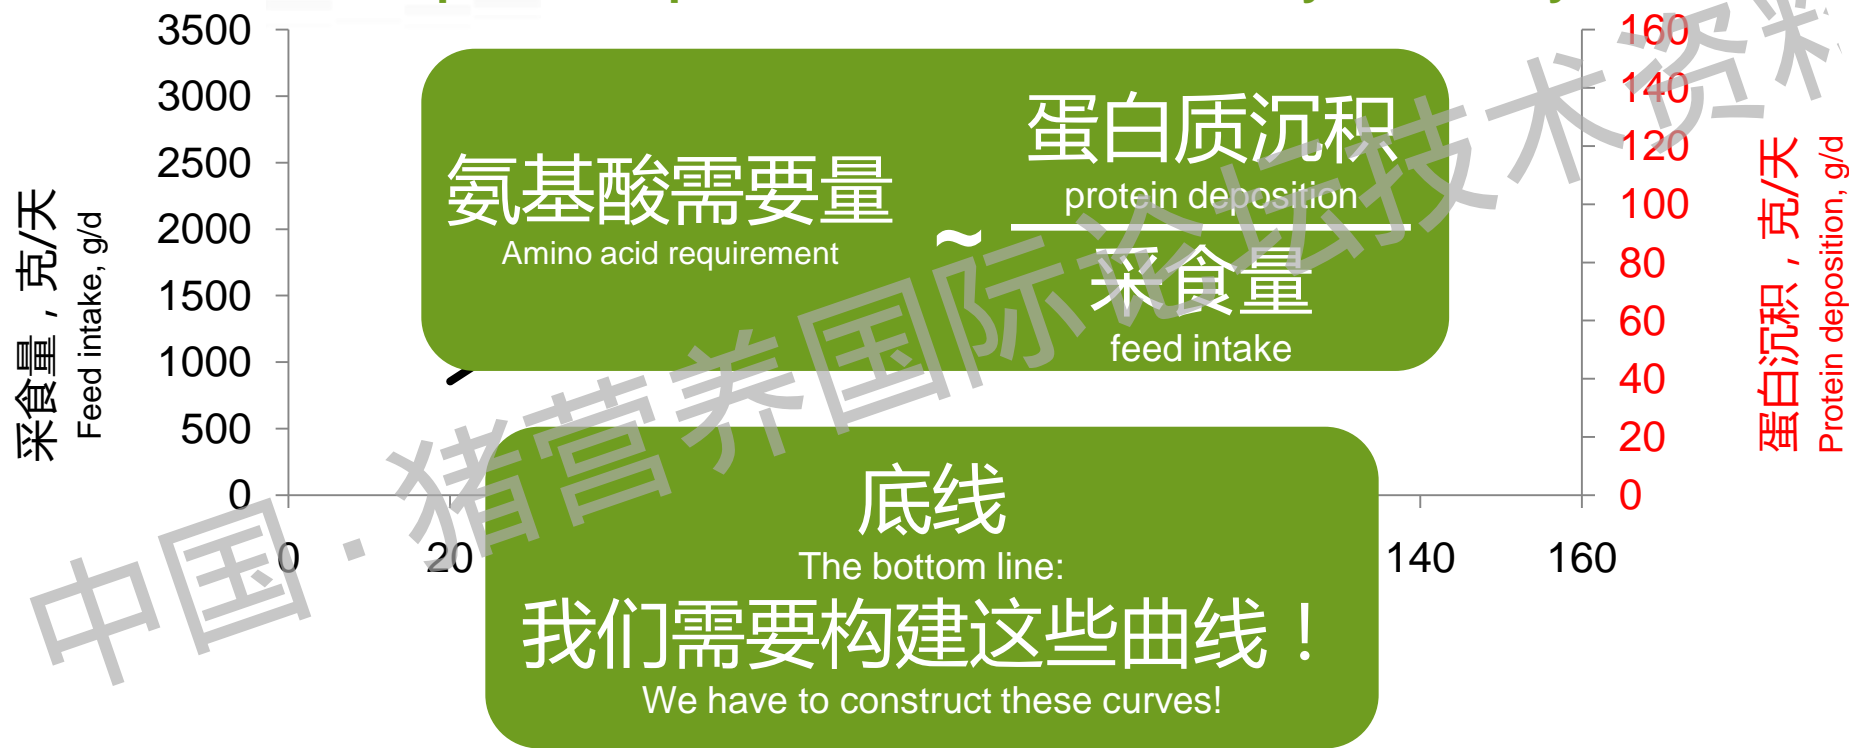 3500
3000
2500
2000
1500
1000
500
0
采食量，克/天
Feed intake, g/d
氨基酸需要量
Amino acid requirement
~
蛋白质沉积
protein deposition
采食量
feed intake
160
140
120
100
80
60
40
20
0
蛋白沉积，克/天
Protein deposition, g/d
0
20
140
160
底线
The bottom line:
我们需要构建这些曲线！
We have to construct these curves!
中国·猪营养国际论坛技术资料